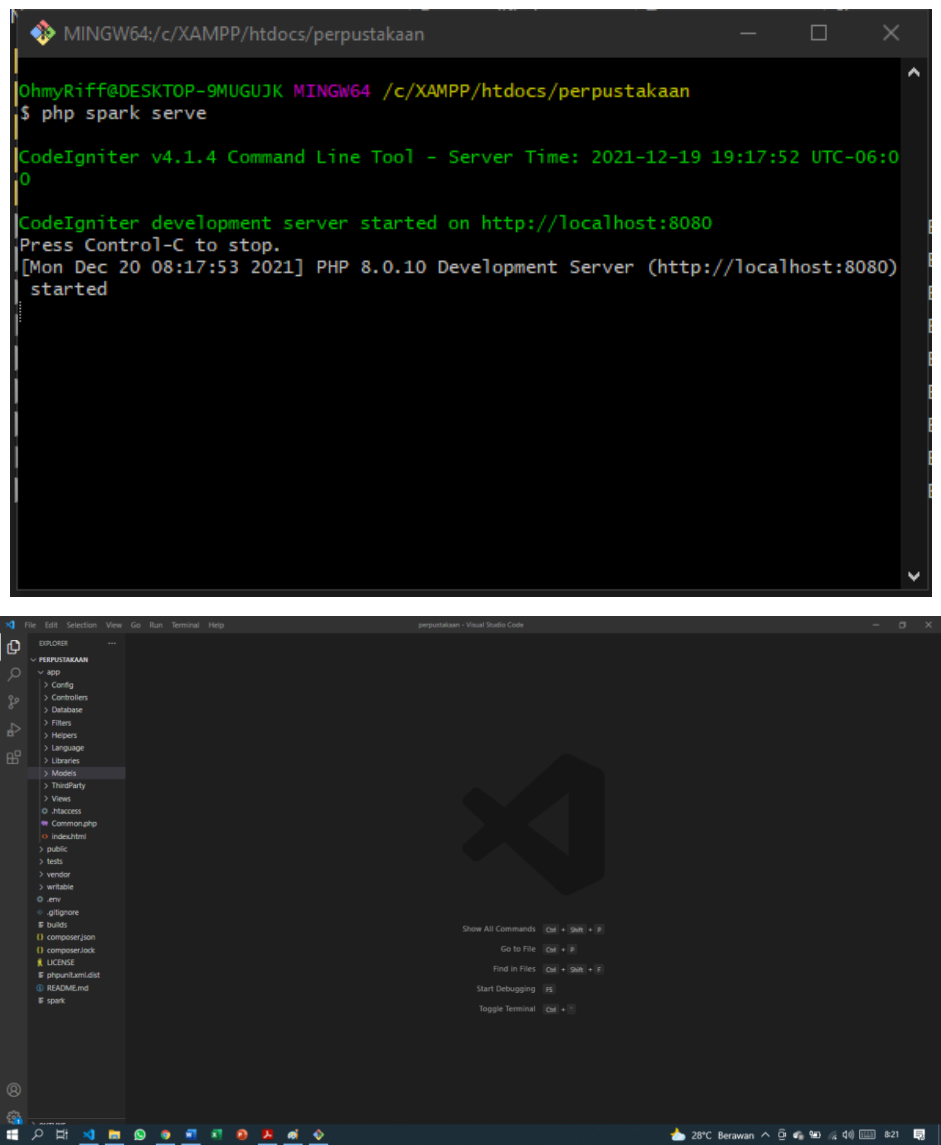 MINGW64:/c/XAMPP/htdocs/perpustakaan
OhmyRiff@DESKTOP-9MUGUJK MINGW64 /c/XAMPP/htdocs/perpustakaan
$ php spark serve
CodeIgniter v4.1.4 Command Line Tool - Server Time: 2021-12-19 19:17:52 UTC-06:0
0
CodeIgniter development server started on http://localhost:8080
Press Control-C to stop.
[Mon Dec 20 08:17:53 2021] PHP 8.0.10 Development Server (http://localhost:8080)
started
File Edit Selection View Go Run Terminal Help
perpustakaan - Visual Studio Code
EXPLORER
PERPUSTAKAAN
app
Config
Controllers
Database
Filters
Helpers
Language
Libraries
Models
ThirdParty
Views
.htaccess
Common.php
index.html
public
tests
vendor
writable
.env
.gitignore
builds
composer.json
composer.lock
LICENSE
phpunit.xml.dist
README.md
spark
Show All Commands Ctrl + Shift + P
Go to File Ctrl + P
Find in Files Ctrl + Shift + F
Start Debugging F5
Toggle Terminal Ctrl + `
28°C Berawan
8:21